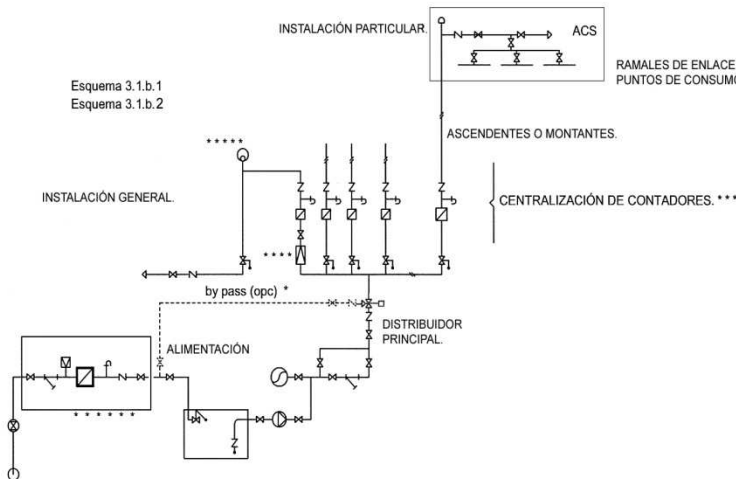 INSTALACIÓN PARTICULAR.
ACS
RAMALES DE ENLACE
PUNTOS DE CONSUMO
Esquema 3.1.b.1
Esquema 3.1.b.2
ASCENDENTES O MONTANTES.
* * * * *
INSTALACIÓN GENERAL.
CENTRALIZACIÓN DE CONTADORES. * * *
* * * *
by pass (opc) *
DISTRIBUIDOR
PRINCIPAL.
ALIMENTACIÓN
* * * * * *